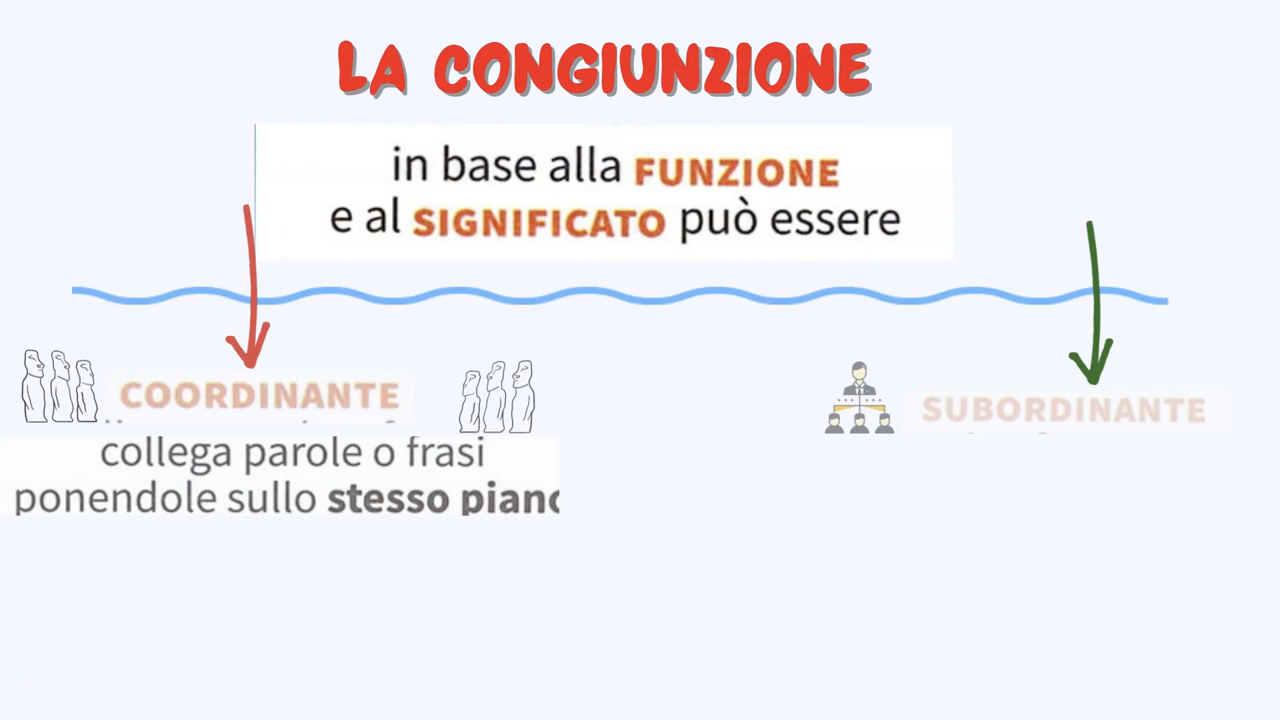 LA CONGIUNZIONE
in base alla FUNZIONE
e al SIGNIFICATO può essere
COORDINANTE
SUBORDINANTE
collega parole o frasi
ponendole sullo stesso piano